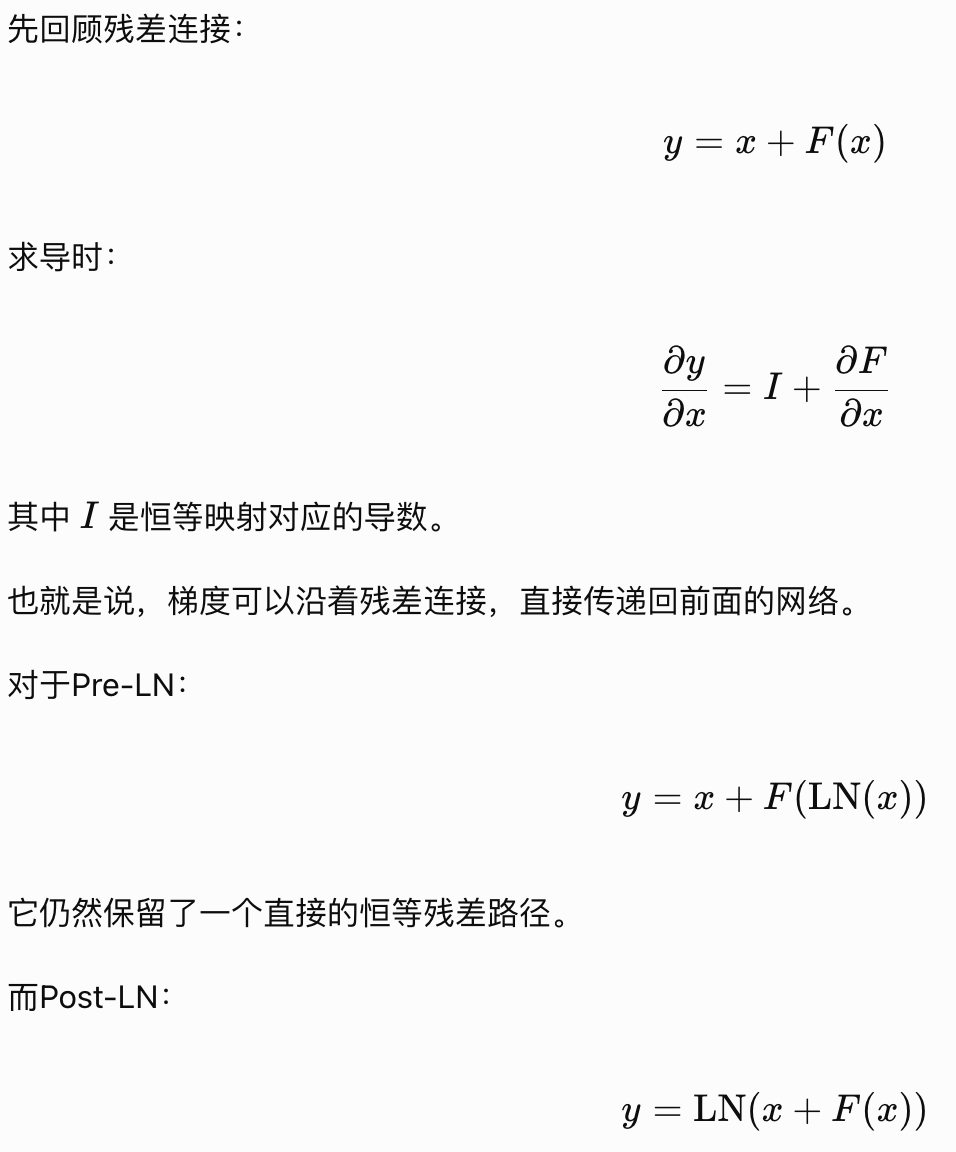 先回顾残差连接：
y = x + F(x)
求导时：
∂y/∂x = I + ∂F/∂x
其中 I 是恒等映射对应的导数。
也就是说，梯度可以沿着残差连接，直接传递回前面的网络。
对于Pre-LN：
y = x + F(LN(x))
它仍然保留了一个直接的恒等残差路径。
而Post-LN：
y = LN(x + F(x))